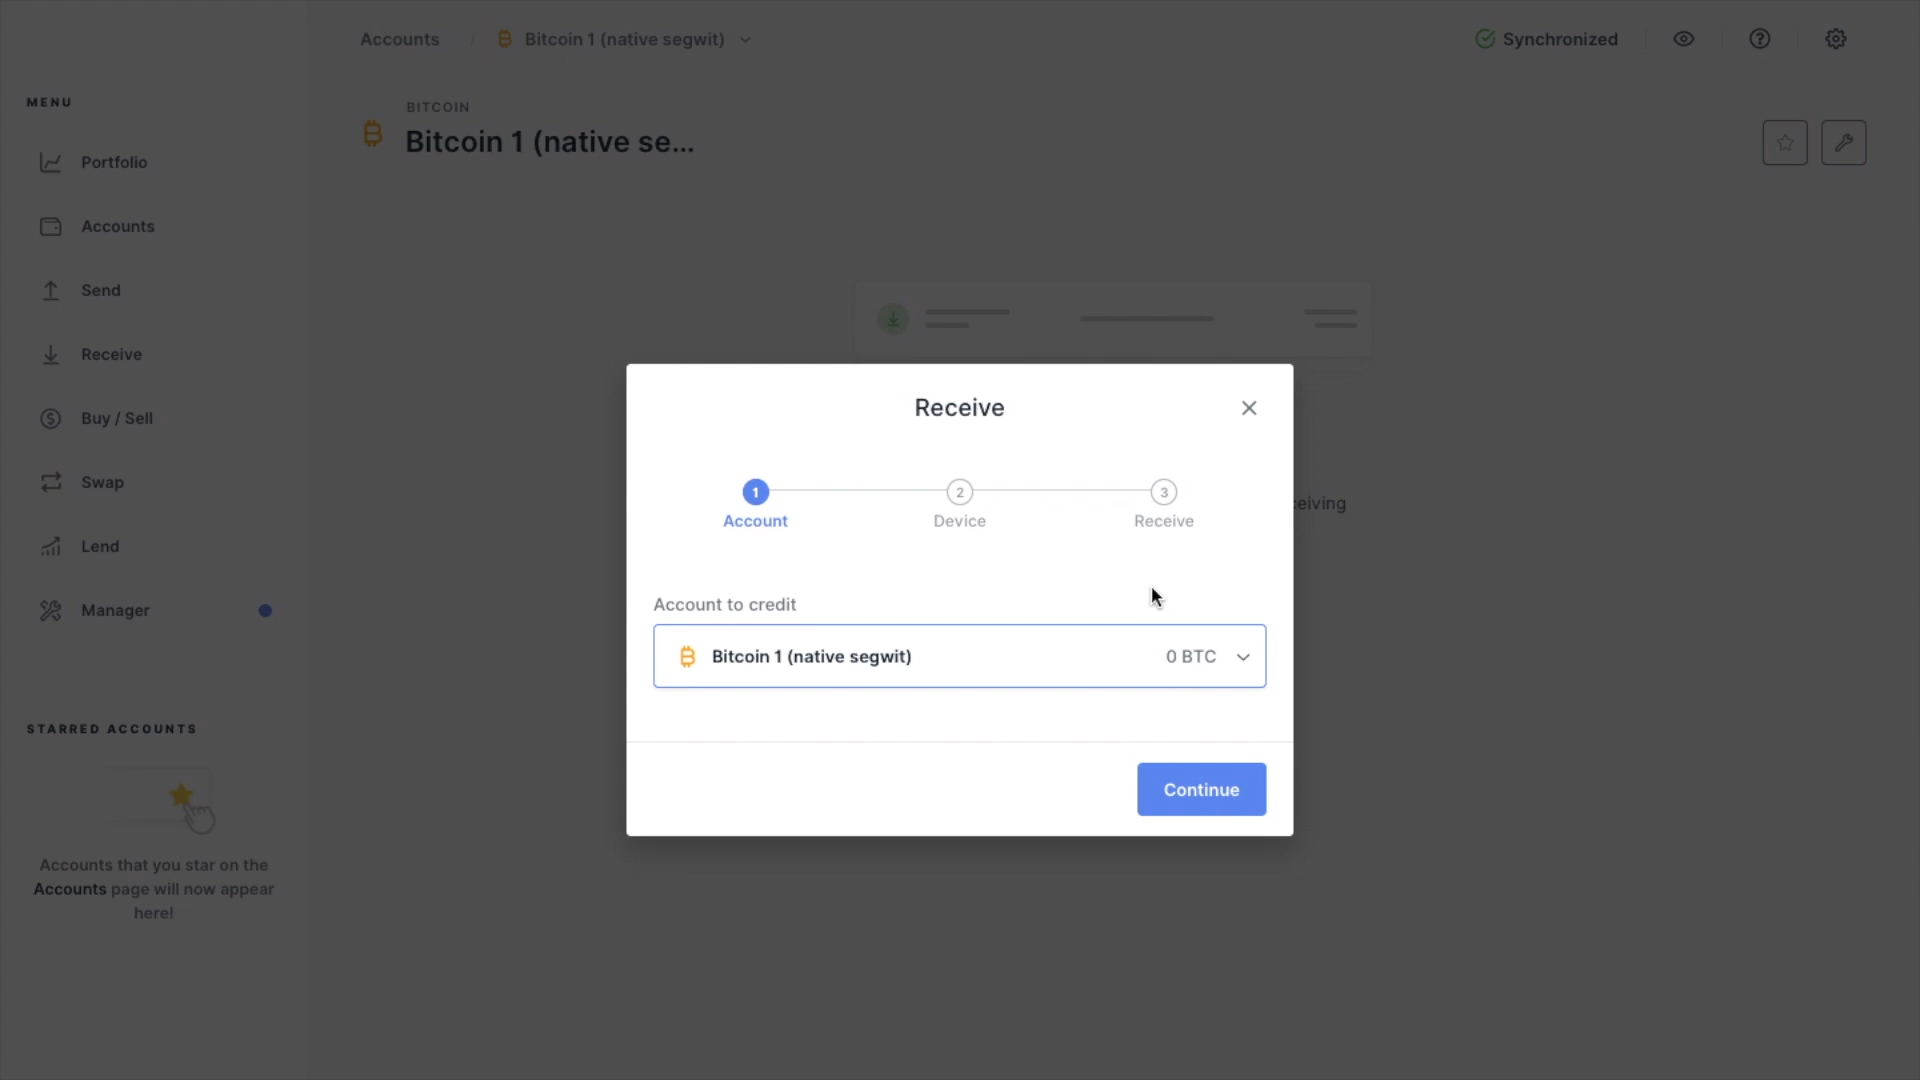 Accounts / Bitcoin 1 (native segwit)
Synchronized
MENU
Portfolio
Accounts
Send
Receive
Buy / Sell
Swap
Lend
Manager
STARRED ACCOUNTS
Accounts that you star on the
Accounts page will now appear
here!
BITCOIN
Bitcoin 1 (native se...
ceiving
Receive
1
Account
2
Device
3
Receive
Account to credit
Bitcoin 1 (native segwit) 0 BTC
Continue